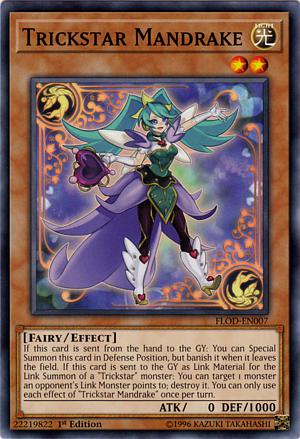 TRICKSTAR MANDRAKE
LIGHT
光
FLOD-EN007
[FAIRY/EFFECT]
If this card is sent from the hand to the GY: You can Special
Summon this card in Defense Position, but banish it when it leaves
the field. If this card is sent to the GY as Link Material for the
Link Summon of a "Trickstar" monster: You can target 1 monster
an opponent's Link Monster points to; destroy it. You can only use
each effect of "Trickstar Mandrake" once per turn.
ATK/ 0 DEF/1000
22219822 1st Edition ©1996 KAZUKI TAKAHASHI